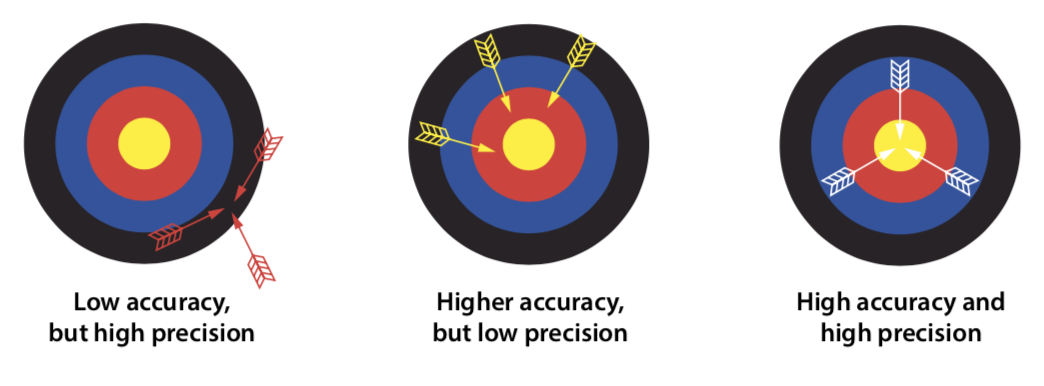 Low accuracy,
but high precision
Higher accuracy,
but low precision
High accuracy and
high precision